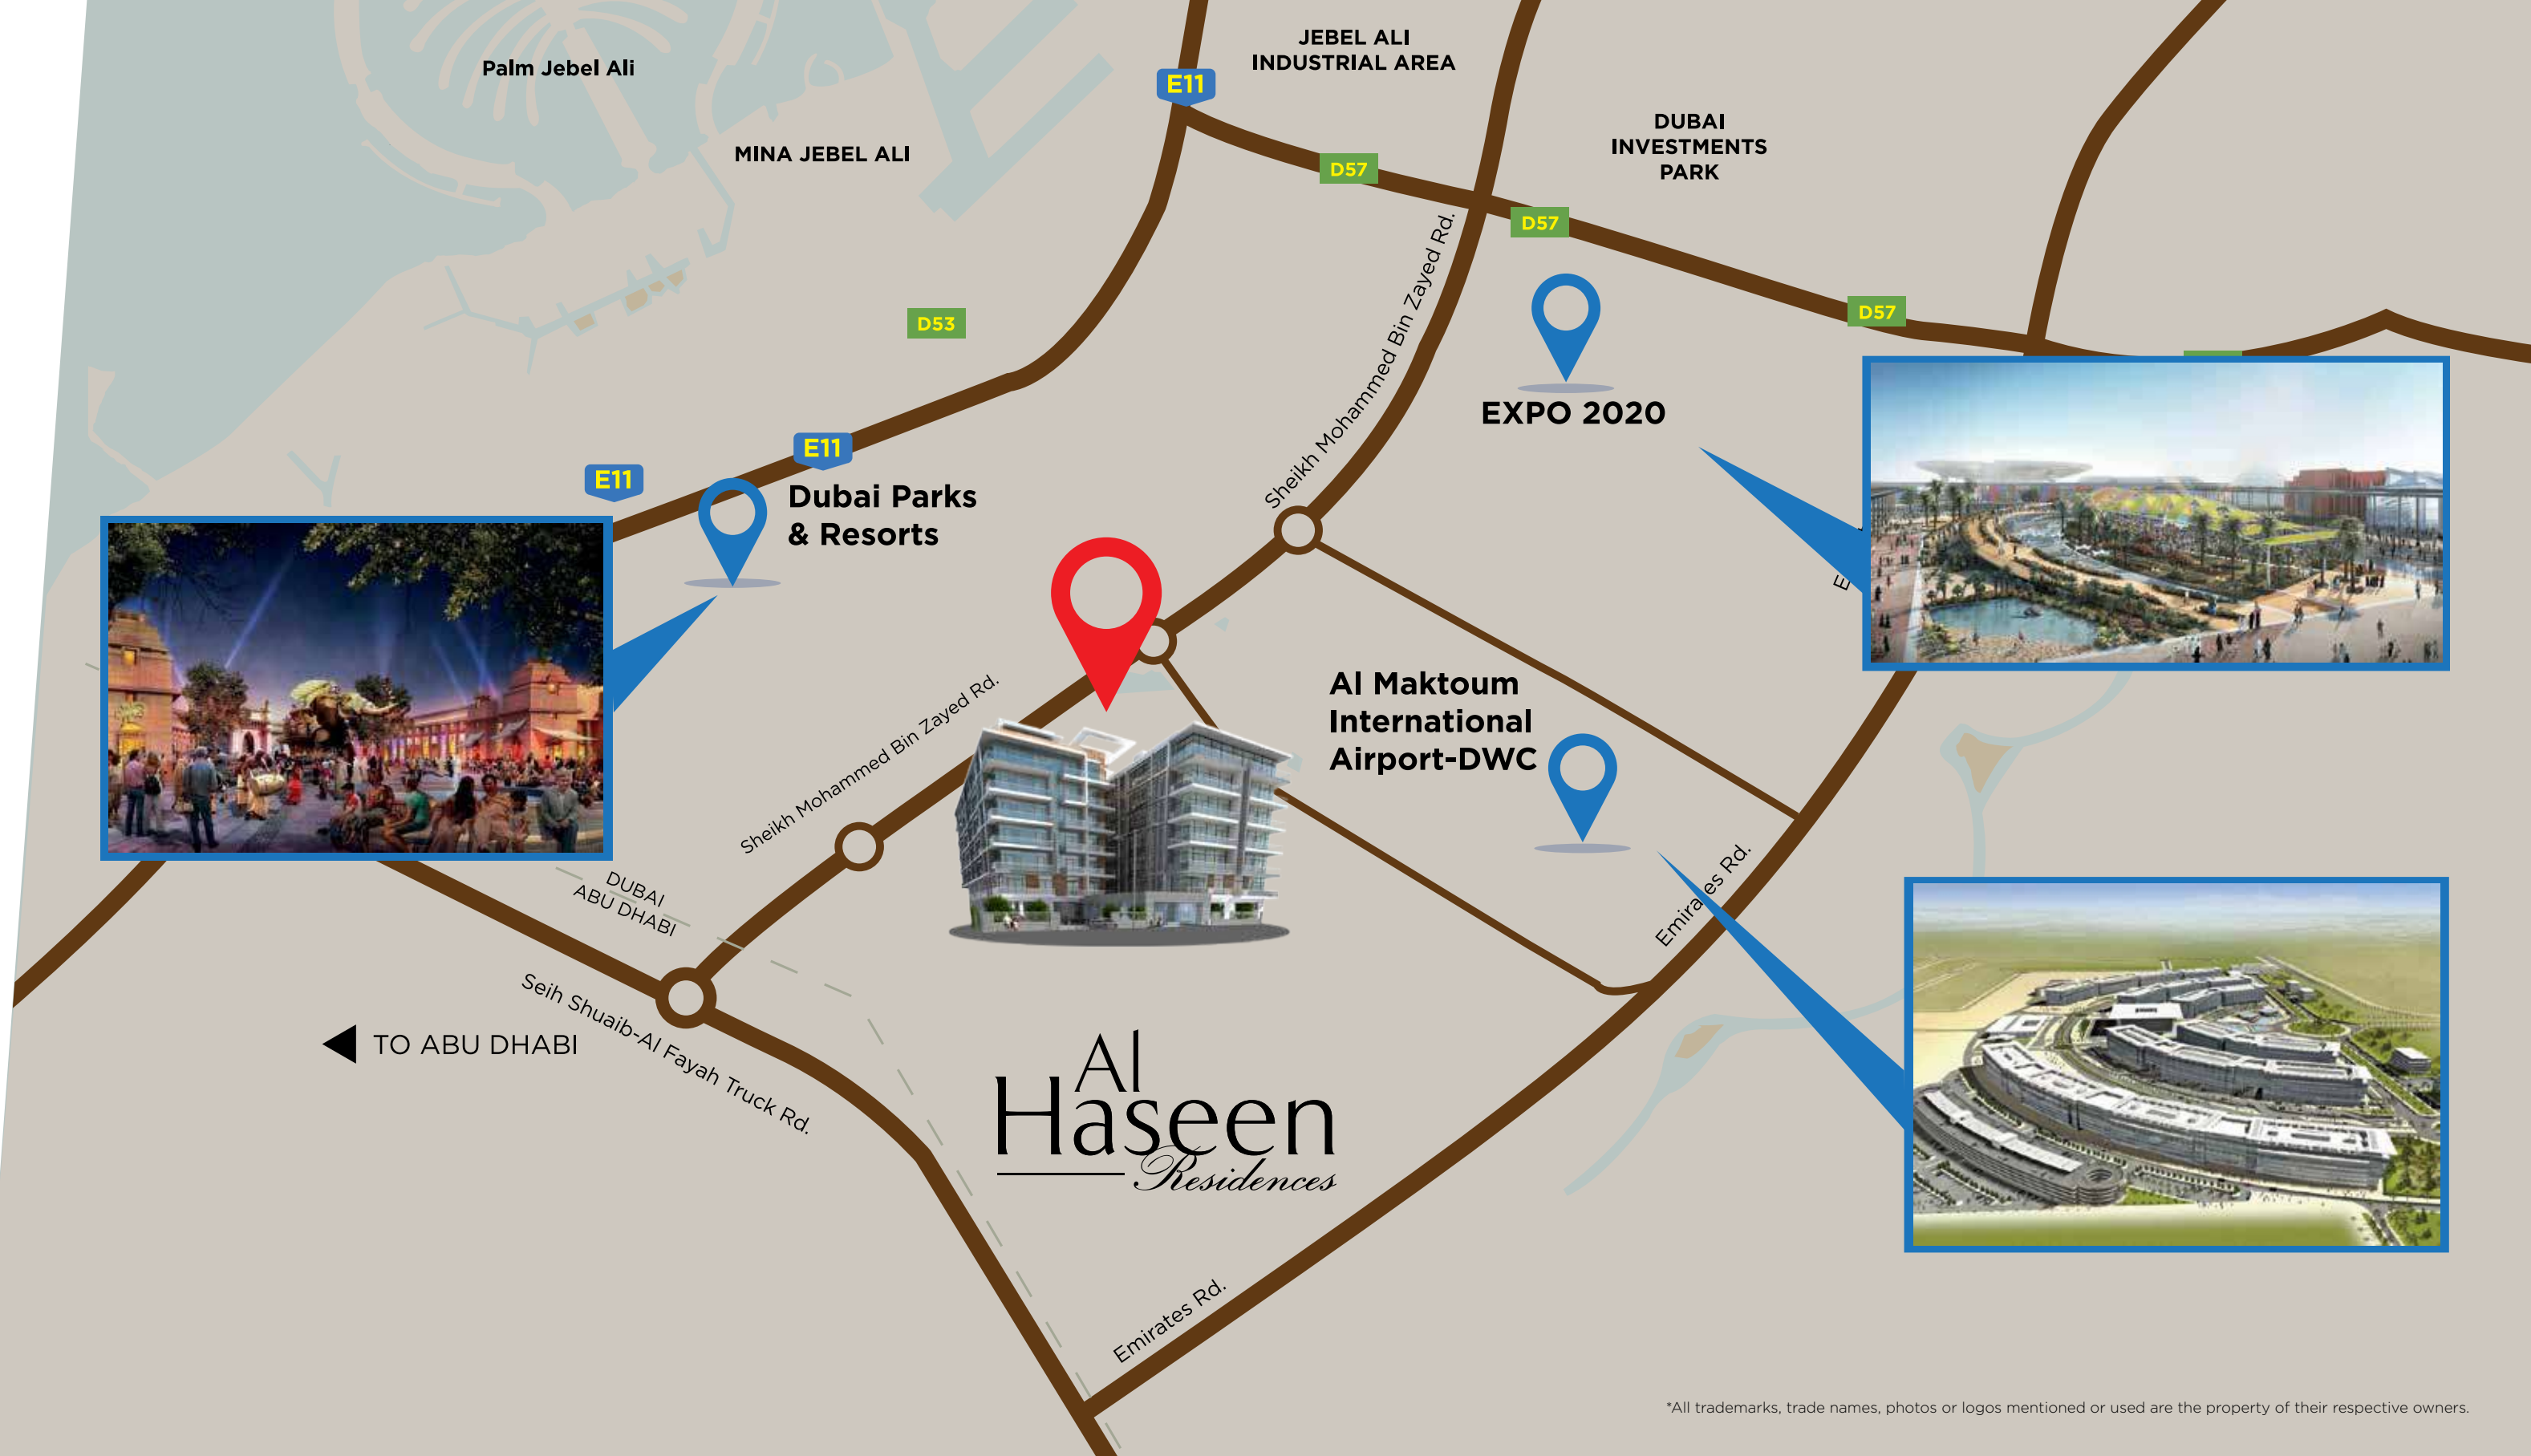 JEBEL ALI
INDUSTRIAL AREA
Palm Jebel Ali
E11
DUBAI
INVESTMENTS
PARK
MINA JEBEL ALI
D57
D57
Sheikh Mohammed Bin Zayed Rd.
D53
D57
EXPO 2020
E11
E11
Dubai Parks
& Resorts
Al Maktoum
International
Airport-DWC
Sheikh Mohammed Bin Zayed Rd.
DUBAI
ABU DHABI
Emirates Rd.
Seih Shuaib-Al Fayah Truck Rd.
TO ABU DHABI
Al
Haseen
Residences
Emirates Rd.
*All trademarks, trade names, photos or logos mentioned or used are the property of their respective owners.